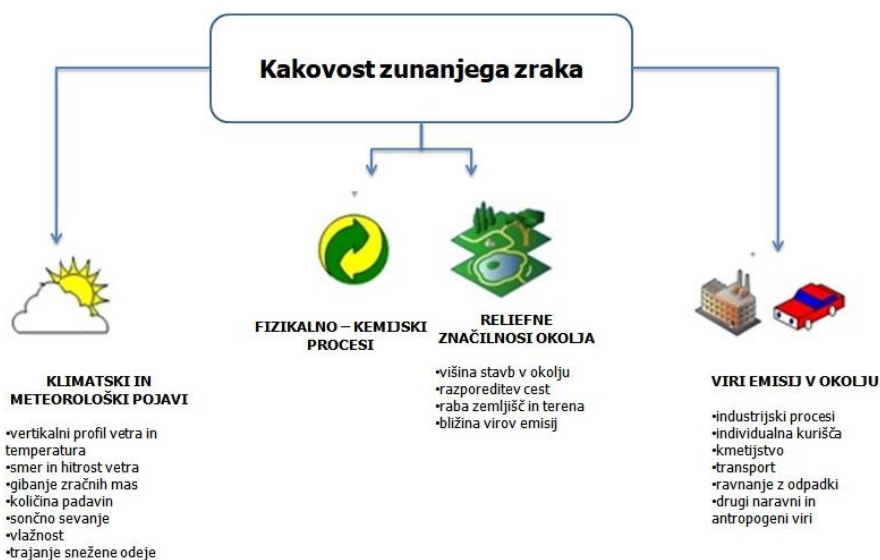 Kakovost zunanjega zraka
KLIMATSKI IN
METEOROLOŠKI POJAVI
•vertikalni profil vetra in
temperatura
•smer in hitrost vetra
•gibanje zračnih mas
•količina padavin
•sončno sevanje
•vlažnost
•trajanje snežene odeje
FIZIKALNO – KEMIJSKI
PROCESI
RELIEFNE
ZNAČILNOSI OKOLJA
•višina stavb v okolju
•razporeditev cest
•raba zemljišč in terena
•bližina virov emisij
VIRI EMISIJ V OKOLJU
•industrijski procesi
•individualna kurišča
•kmetijstvo
•transport
•ravnanje z odpadki
•drugi naravni in
antropogeni viri